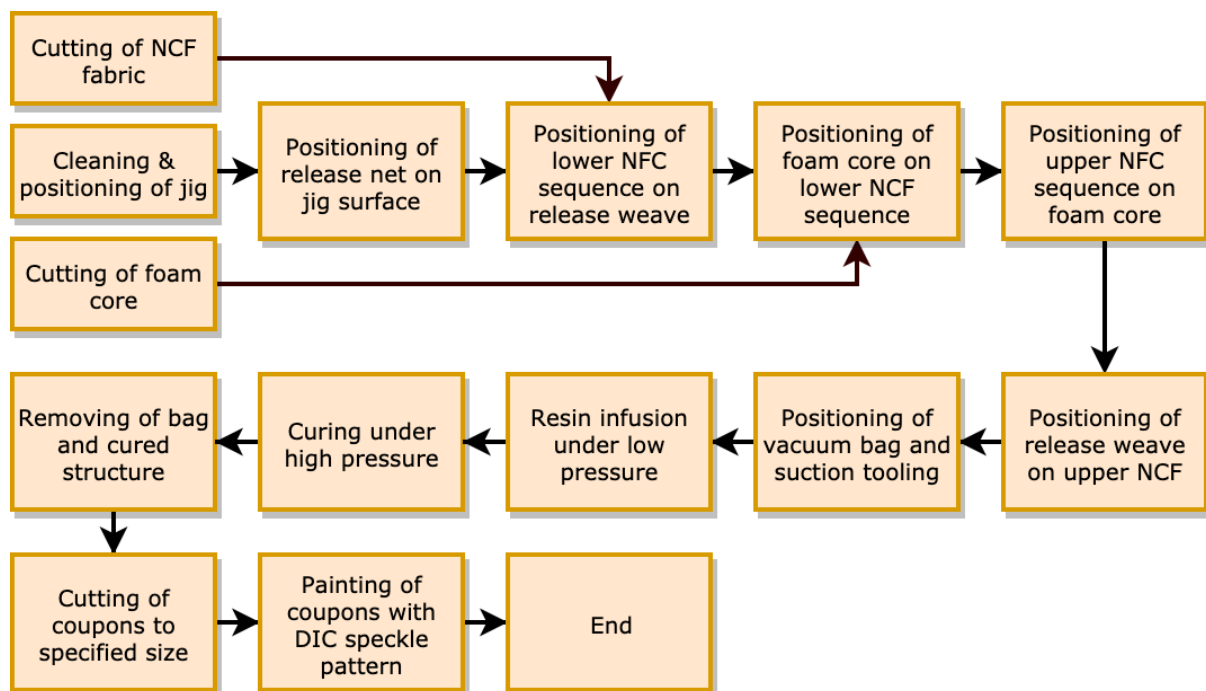 Cutting of NCF
fabric
Cleaning &
positioning of jig
Cutting of foam
core
Positioning of
release net on
jig surface
Positioning of
lower NFC
sequence on
release weave
Positioning of
foam core on
lower NCF
sequence
Positioning of
upper NFC
sequence on
foam core
Positioning of
release weave
on upper NCF
Positioning of
vacuum bag and
suction tooling
Resin infusion
under low
pressure
Curing under
high pressure
Removing of bag
and cured
structure
Cutting of
coupons to
specified size
Painting of
coupons with
DIC speckle
pattern
End